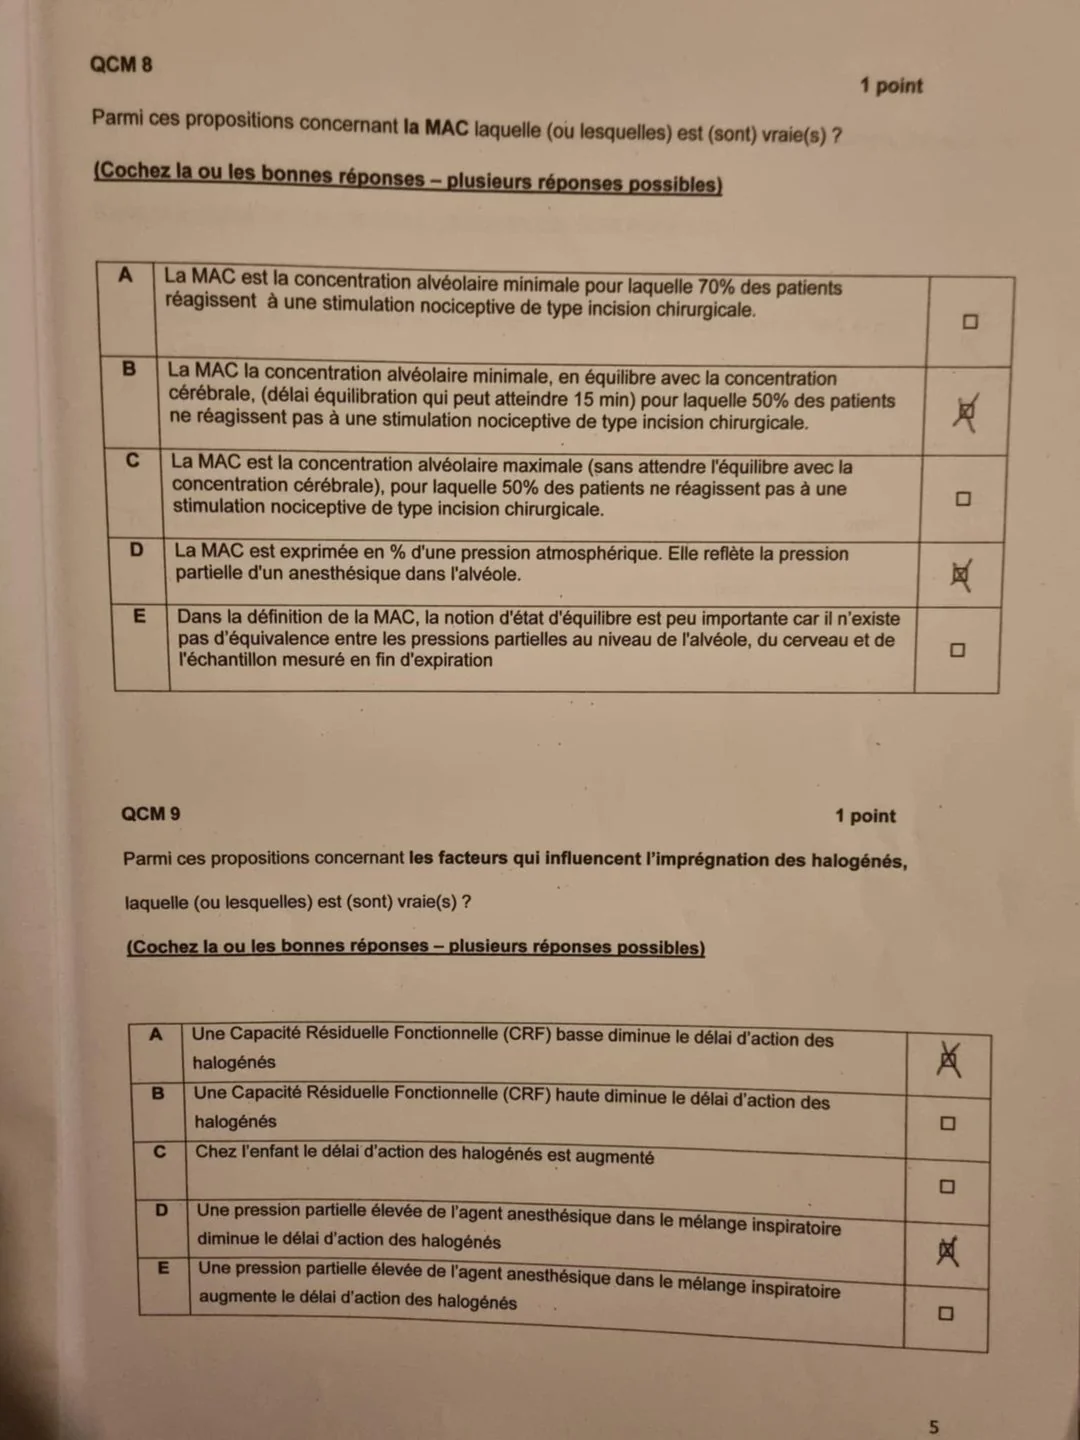 QCM 8
1 point
Parmi ces propositions concernant la MAC laquelle (ou lesquelles) est (sont) vraie(s) ?
(Cochez la ou les bonnes réponses – plusieurs réponses possibles)
A La MAC est la concentration alvéolaire minimale pour laquelle 70% des patients
réagissent à une stimulation nociceptive de type incision chirurgicale.
B La MAC la concentration alvéolaire minimale, en équilibre avec la concentration
cérébrale, (délai équilibration qui peut atteindre 15 min) pour laquelle 50% des patients
ne réagissent pas à une stimulation nociceptive de type incision chirurgicale.
C La MAC est la concentration alvéolaire maximale (sans attendre l'équilibre avec la
concentration cérébrale), pour laquelle 50% des patients ne réagissent pas à une
stimulation nociceptive de type incision chirurgicale.
D La MAC est exprimée en % d'une pression atmosphérique. Elle reflète la pression
partielle d'un anesthésique dans l'alvéole.
E Dans la définition de la MAC, la notion d'état d'équilibre est peu importante car il n'existe
pas d'équivalence entre les pressions partielles au niveau de l'alvéole, du cerveau et de
l'échantillon mesuré en fin d'expiration
QCM 9
1 point
Parmi ces propositions concernant les facteurs qui influencent l'imprégnation des halogénés,
laquelle (ou lesquelles) est (sont) vraie(s) ?
(Cochez la ou les bonnes réponses – plusieurs réponses possibles)
A Une Capacité Résiduelle Fonctionnelle (CRF) basse diminue le délai d'action des
halogénés
B Une Capacité Résiduelle Fonctionnelle (CRF) haute diminue le délai d'action des
halogénés
C Chez l'enfant le délai d'action des halogénés est augmenté
D Une pression partielle élevée de l'agent anesthésique dans le mélange inspiratoire
diminue le délai d'action des halogénés
E Une pression partielle élevée de l'agent anesthésique dans le mélange inspiratoire
augmente le délai d'action des halogénés
5